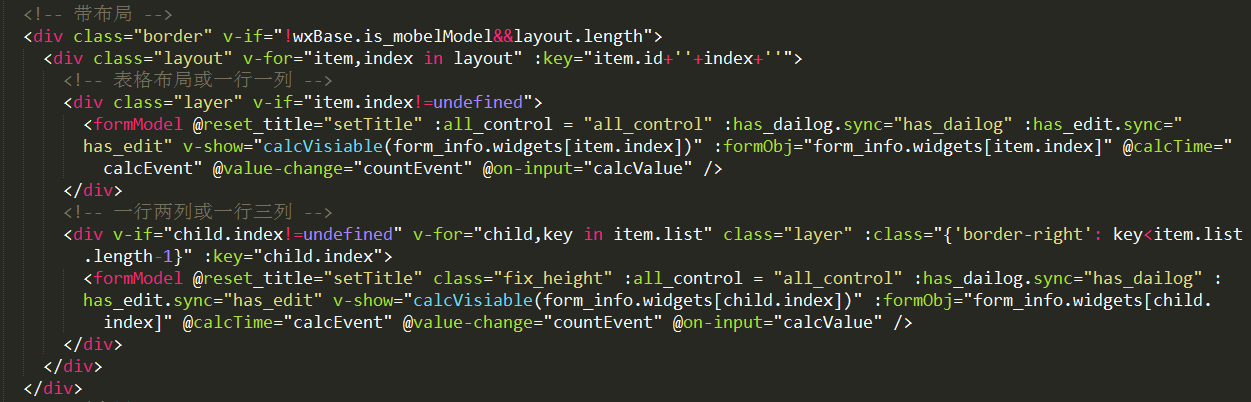 <!-- 带布局 -->
<div class="border" v-if="!wxBase.is_mobelModel&&layout.length">
<div class="layout" v-for="item,index in layout" :key="item.id+''+index+''">
<!-- 表格布局或一行一列 -->
<div class="layer" v-if="item.index!=undefined">
<formModel @reset_title="setTitle" :all_control = "all_control" :has_dailog.sync="has_dailog" :has_edit.sync="
has_edit" v-show="calcVisiable(form_info.widgets[item.index])" :formObj="form_info.widgets[item.index]" @calcTime="
calcEvent" @value-change="countEvent" @on-input="calcValue" />
</div>
<!-- 一行两列或一行三列 -->
<div v-if="child.index!=undefined" v-for="child,key in item.list" class="layer" :class="{'border-right': key<item.list
.length-1}" :key="child.index">
<formModel @reset_title="setTitle" class="fix_height" :all_control = "all_control" :has_dailog.sync="has_dailog" :
has_edit.sync="has_edit" v-show="calcVisiable(form_info.widgets[child.index])" :formObj="form_info.widgets[child.
index]" @calcTime="calcEvent" @value-change="countEvent" @on-input="calcValue" />
</div>
</div>
</div>